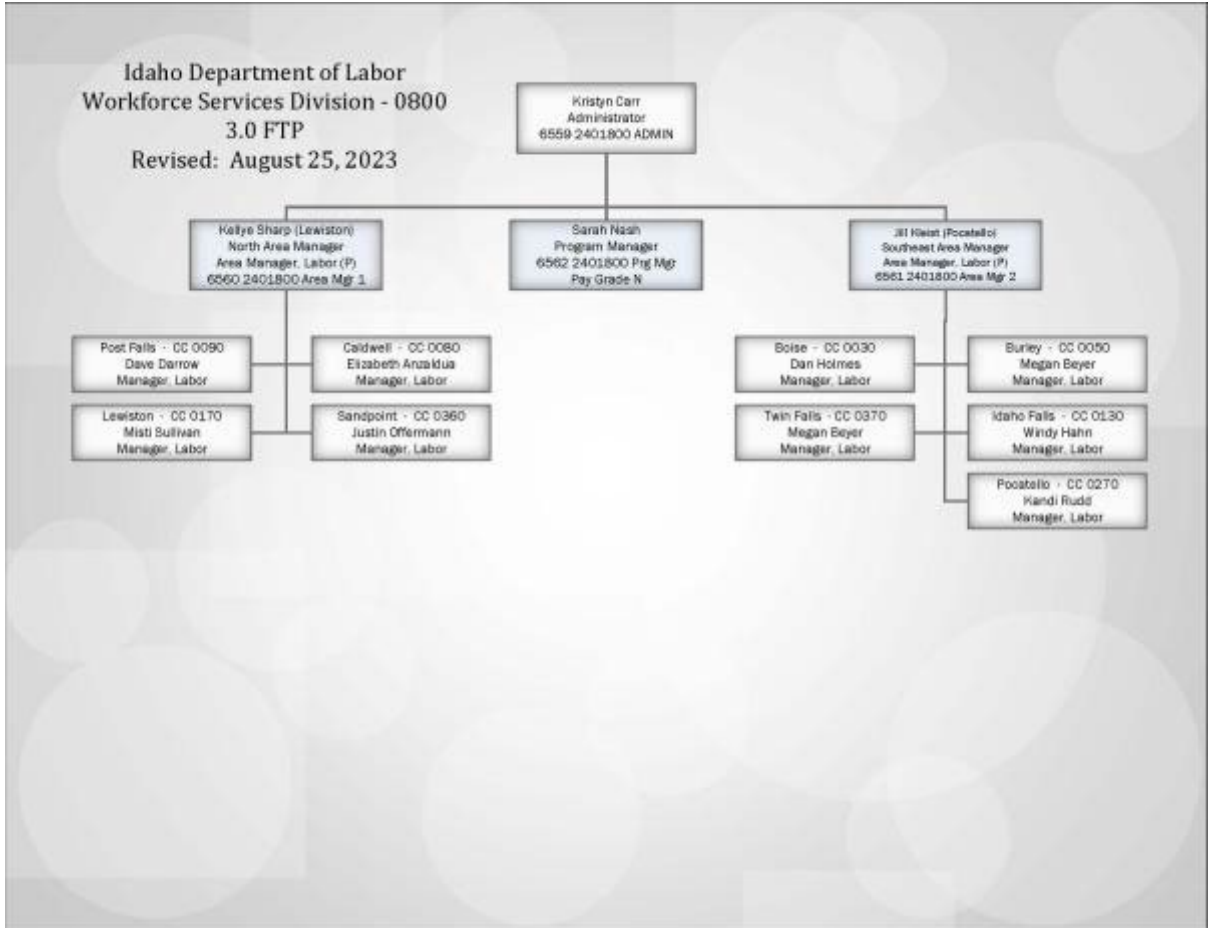 Idaho Department of Labor
Workforce Services Division - 0800
3.0 FTP
Revised: August 25, 2023
Kristyn Carr
Administrator
6559 2401800 ADMIN
Kellye Sharp (Lewiston)
North Area Manager
Area Manager, Labor (P)
6560 2401800 Area Mgr 1
Sarah Nash
Program Manager
6562 2401800 Prg Mgr
Pay Grade N
Jill Kleist (Pocatello)
Southeast Area Manager
Area Manager, Labor (P)
6561 2401800 Area Mgr 2
Post Falls - CC 0090
Dave Darrow
Manager, Labor
Caldwell - CC 0080
Elizabeth Anzaldua
Manager, Labor
Lewiston - CC 0170
Misti Sullivan
Manager, Labor
Sandpoint - CC 0360
Justin Offermann
Manager, Labor
Boise - CC 0030
Dan Holmes
Manager, Labor
Burley - CC 0050
Megan Beyer
Manager, Labor
Twin Falls - CC 0370
Megan Beyer
Manager, Labor
Idaho Falls - CC 0130
Windy Hahn
Manager, Labor
Pocatello - CC 0270
Kandi Rudd
Manager, Labor